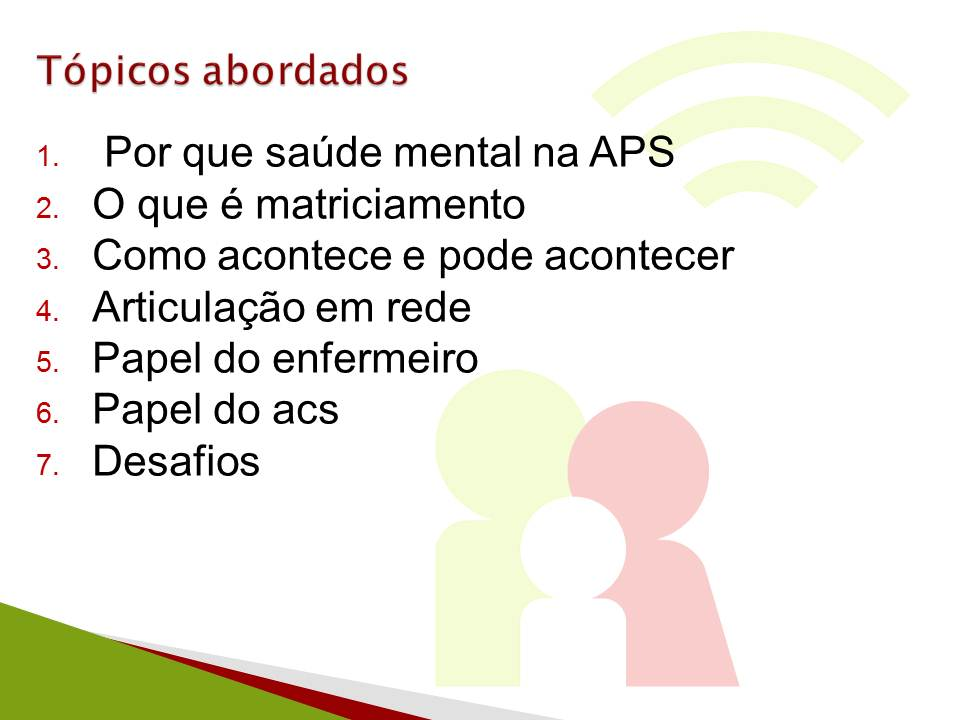 Tópicos abordados
1. Por que saúde mental na APS
2. O que é matriciamento
3. Como acontece e pode acontecer
4. Articulação em rede
5. Papel do enfermeiro
6. Papel do acs
7. Desafios